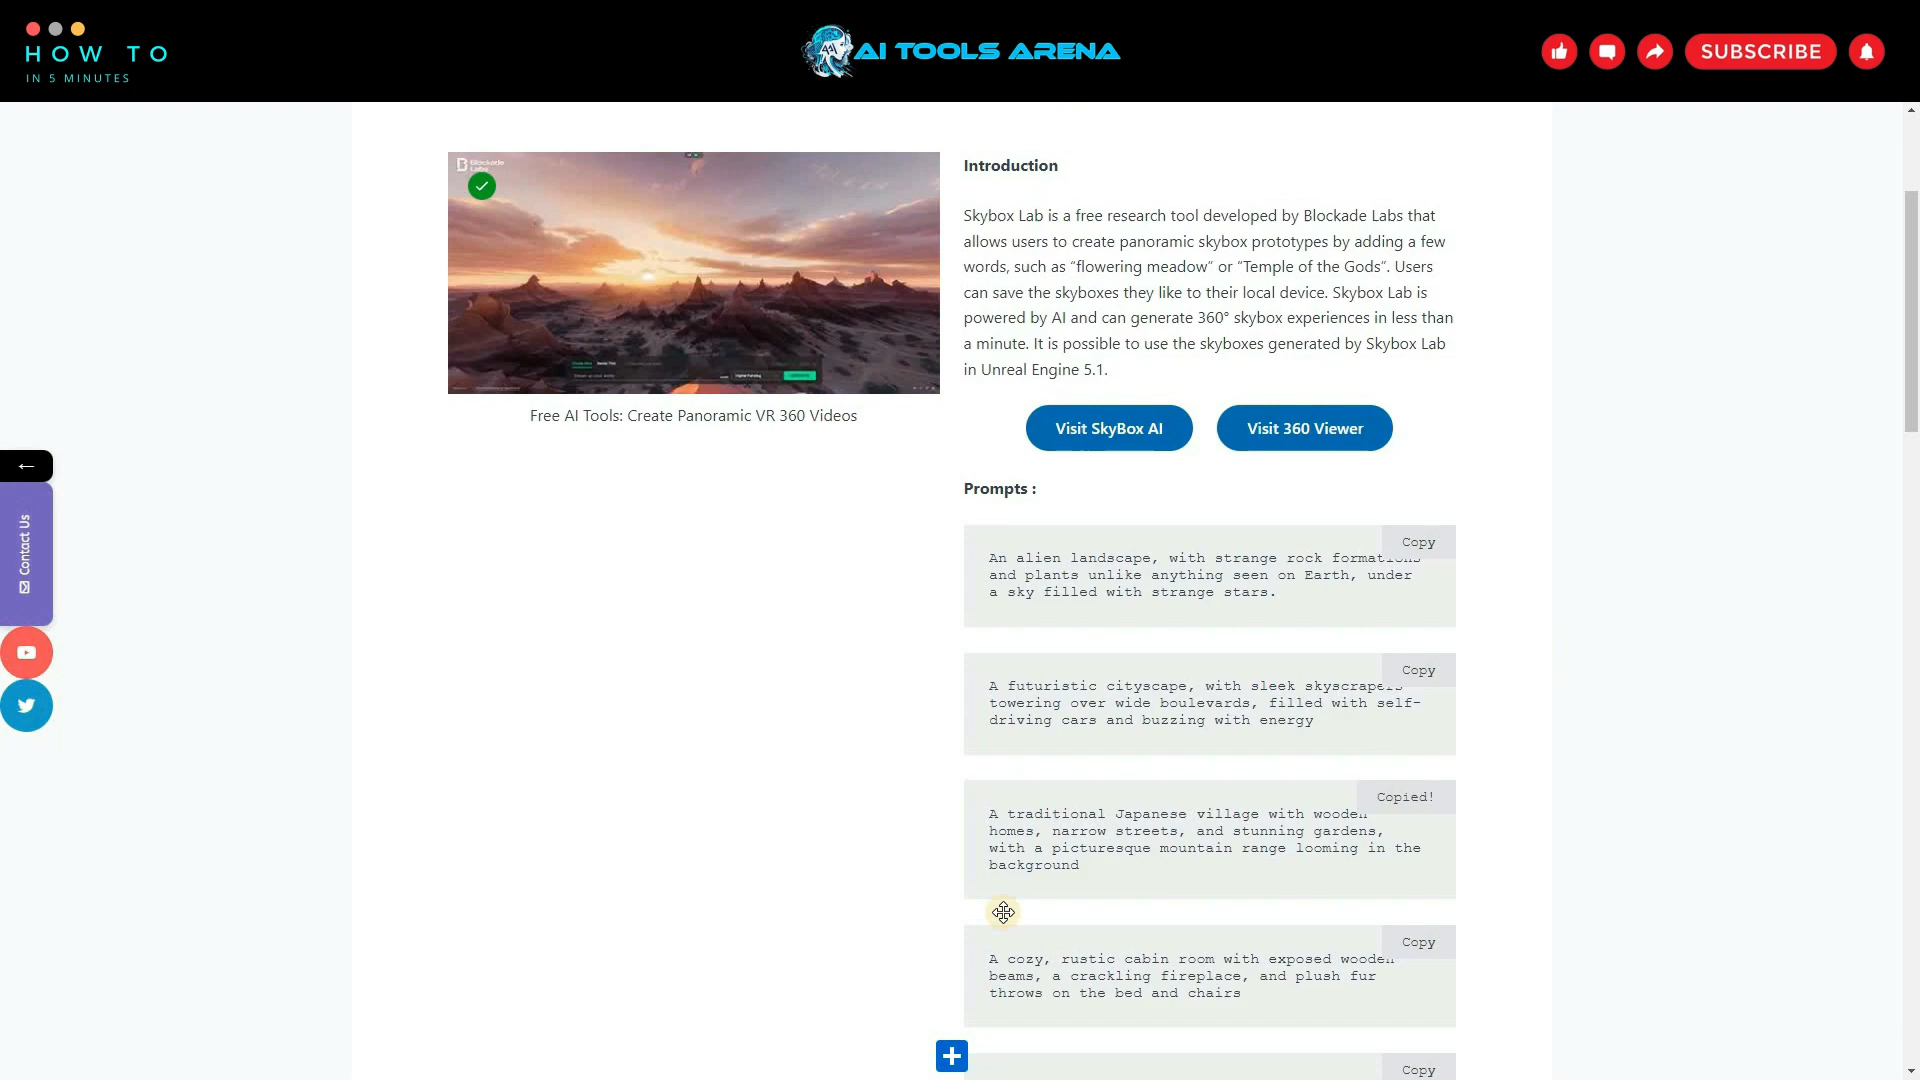 HOW TO
IN 5 MINUTES
AI TOOLS ARENA
SUBSCRIBE
Blockade
Labs
Free AI Tools: Create Panoramic VR 360 Videos
Introduction
Skybox Lab is a free research tool developed by Blockade Labs that
allows users to create panoramic skybox prototypes by adding a few
words, such as “flowering meadow” or “Temple of the Gods”. Users
can save the skyboxes they like to their local device. Skybox Lab is
powered by AI and can generate 360° skybox experiences in less than
a minute. It is possible to use the skyboxes generated by Skybox Lab
in Unreal Engine 5.1.
Visit SkyBox AI
Visit 360 Viewer
Contact Us
Prompts :
Copy
An alien landscape, with strange rock formations
and plants unlike anything seen on Earth, under
a sky filled with strange stars.
Copy
A futuristic cityscape, with sleek skyscrapers
towering over wide boulevards, filled with self-
driving cars and buzzing with energy
Copied!
A traditional Japanese village with wooden
homes, narrow streets, and stunning gardens,
with a picturesque mountain range looming in the
background
Copy
A cozy, rustic cabin room with exposed wooden
beams, a crackling fireplace, and plush fur
throws on the bed and chairs
Copy